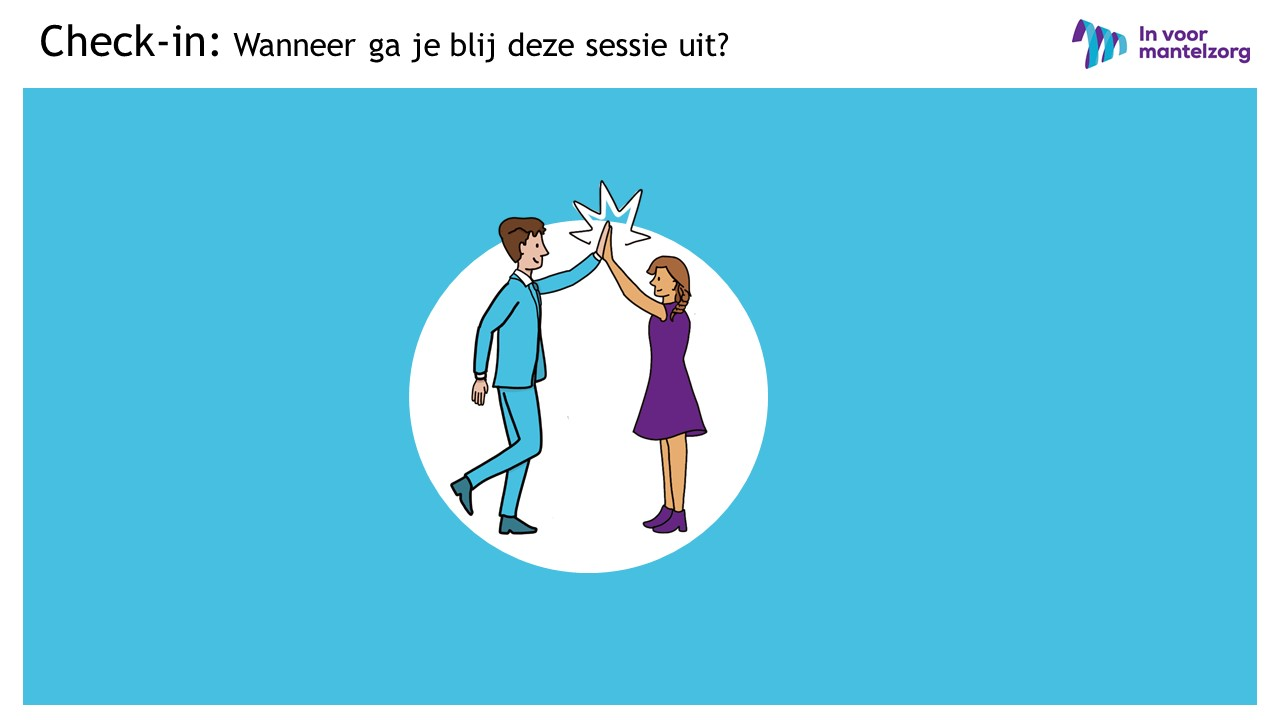 Check-in: Wanneer ga je blij deze sessie uit?
In voor
mantelzorg